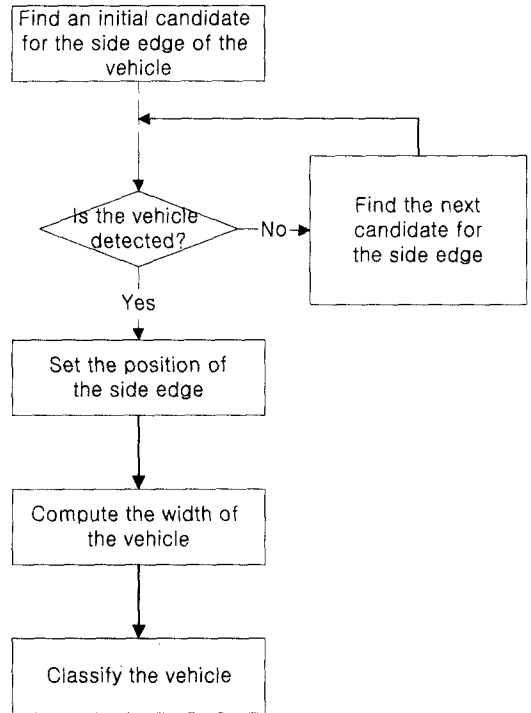 Find an initial candidate
for the side edge of the
vehicle
Is the vehicle
detected?
No
Find the next
candidate for
the side edge
Yes
Set the position of
the side edge
Compute the width of
the vehicle
Classify the vehicle